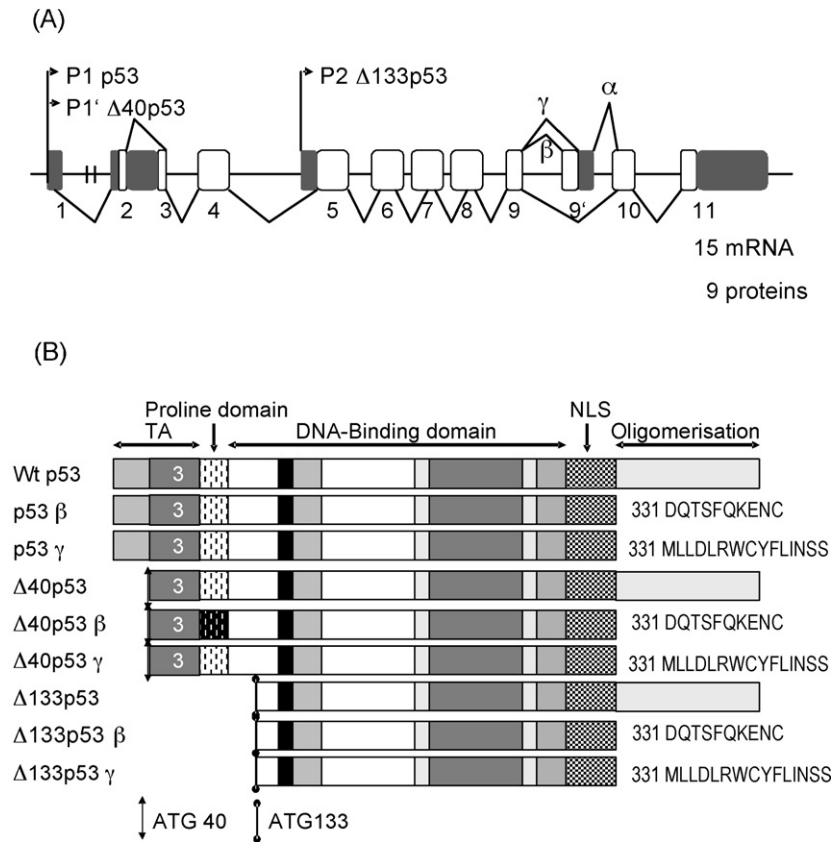 (A)
P1 p53
P1' Δ40p53
P2 Δ133p53
γ
β
α
1 2 3 4 5 6 7 8 9 9' 10 11
15 mRNA
9 proteins
(B)
Proline domain
TA
DNA-Binding domain
NLS
Oligomerisation
Wt p53 3
p53 β 3 331 DQTSFQKENC
p53 γ 3 331 MLLDLRWCYFLINSS
Δ40p53 3
Δ40p53 β 3 331 DQTSFQKENC
Δ40p53 γ 3 331 MLLDLRWCYFLINSS
Δ133p53
Δ133p53 β 331 DQTSFQKENC
Δ133p53 γ 331 MLLDLRWCYFLINSS
ATG 40 ATG133